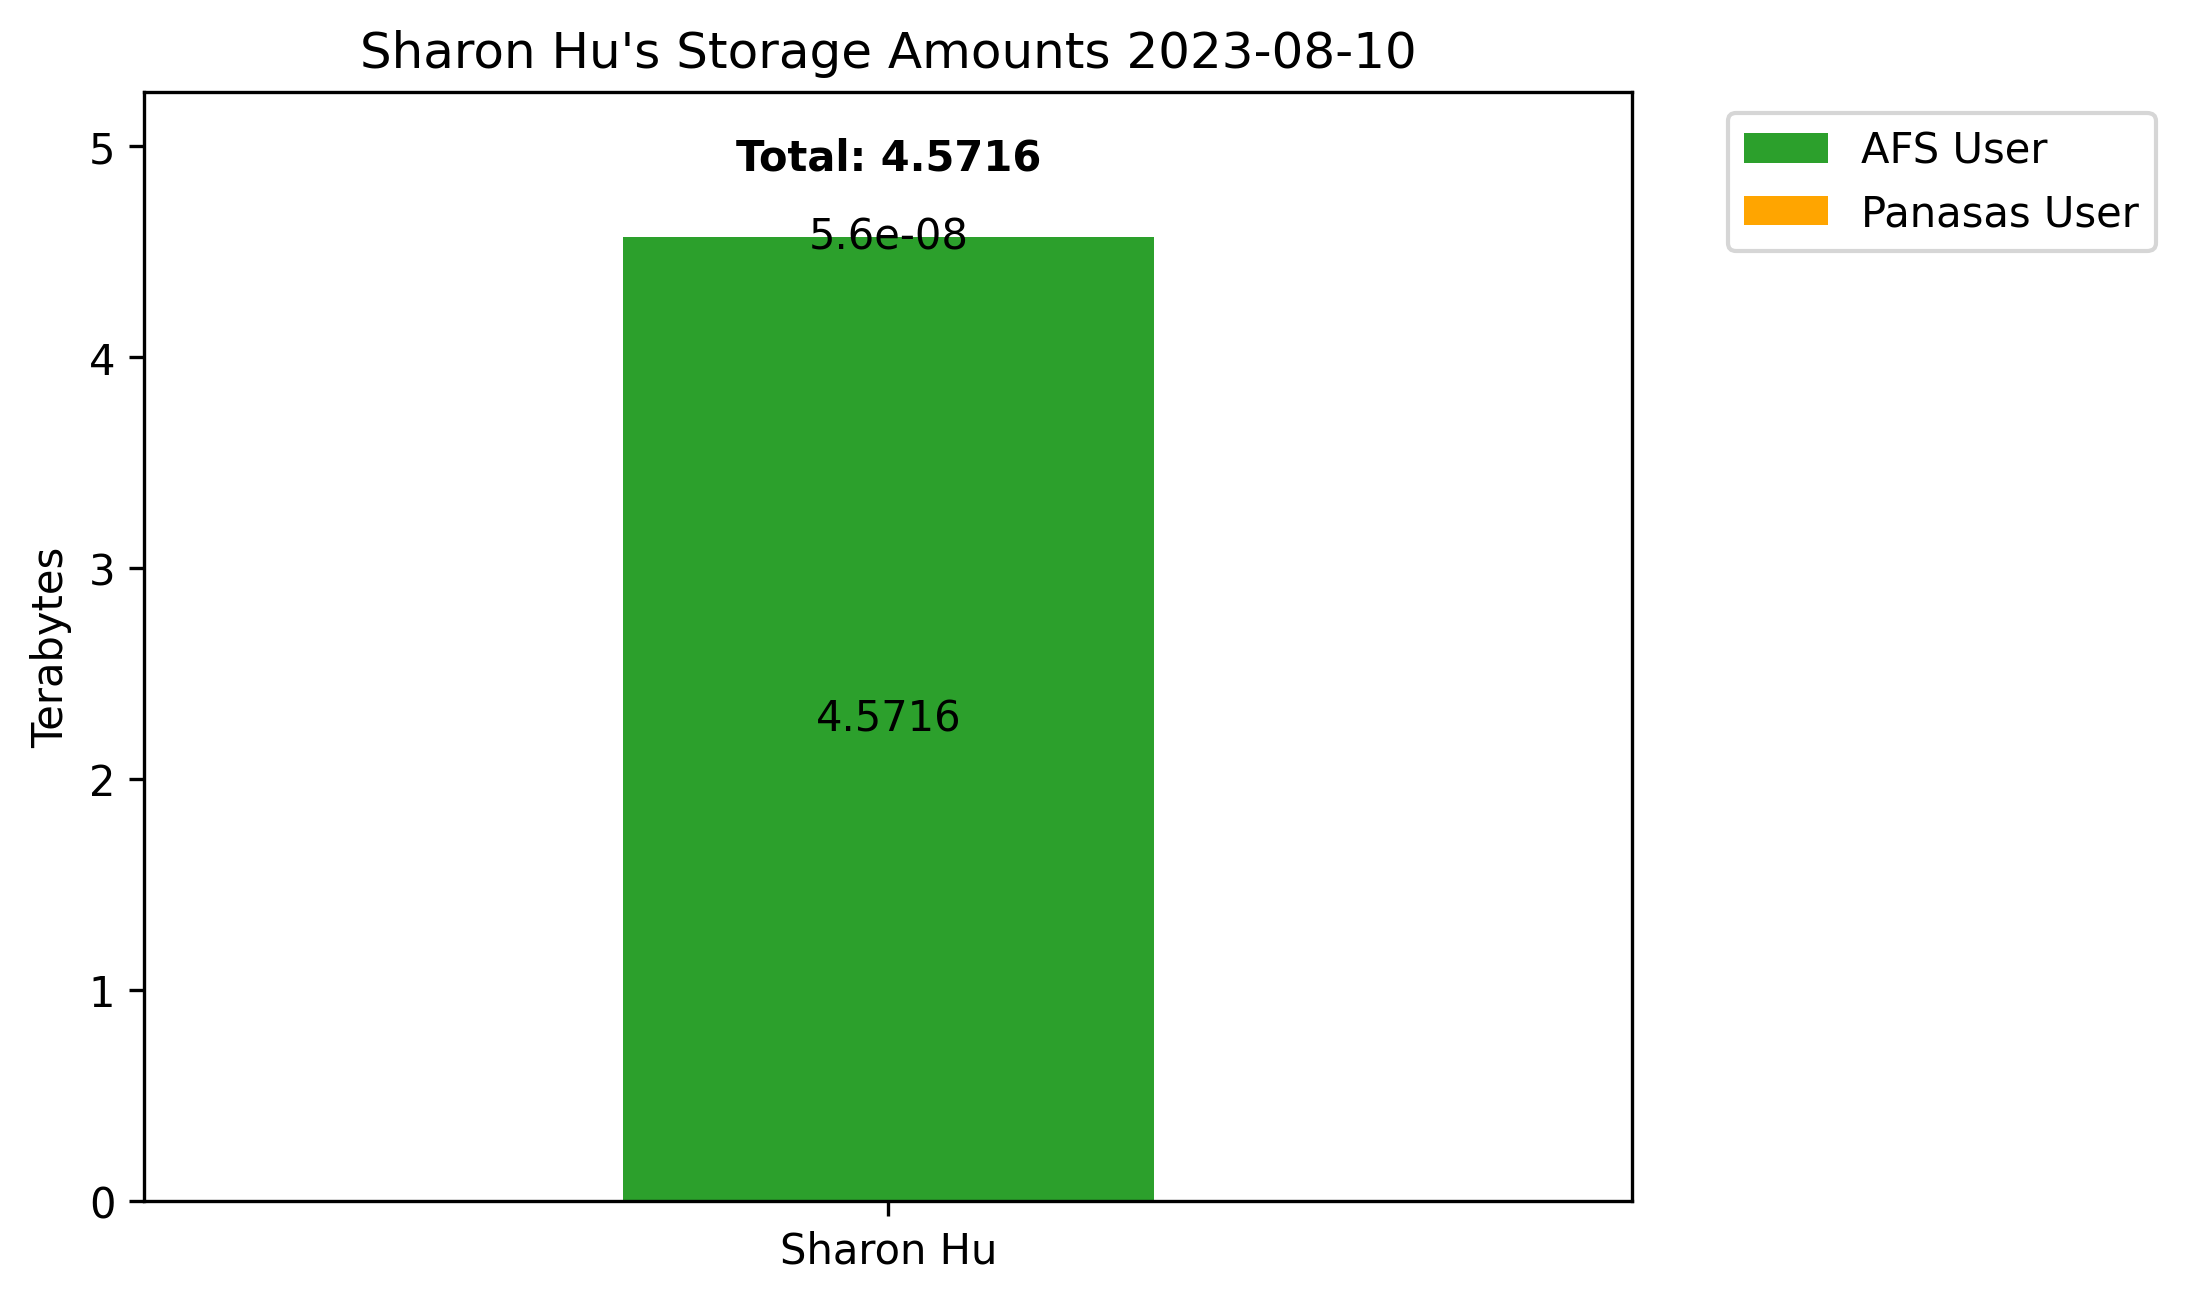 Sharon Hu's Storage Amounts 2023-08-10
Terabytes
5
4
3
2
1
0
Total: 4.5716
5.6e-08
4.5716
Sharon Hu
AFS User
Panasas User